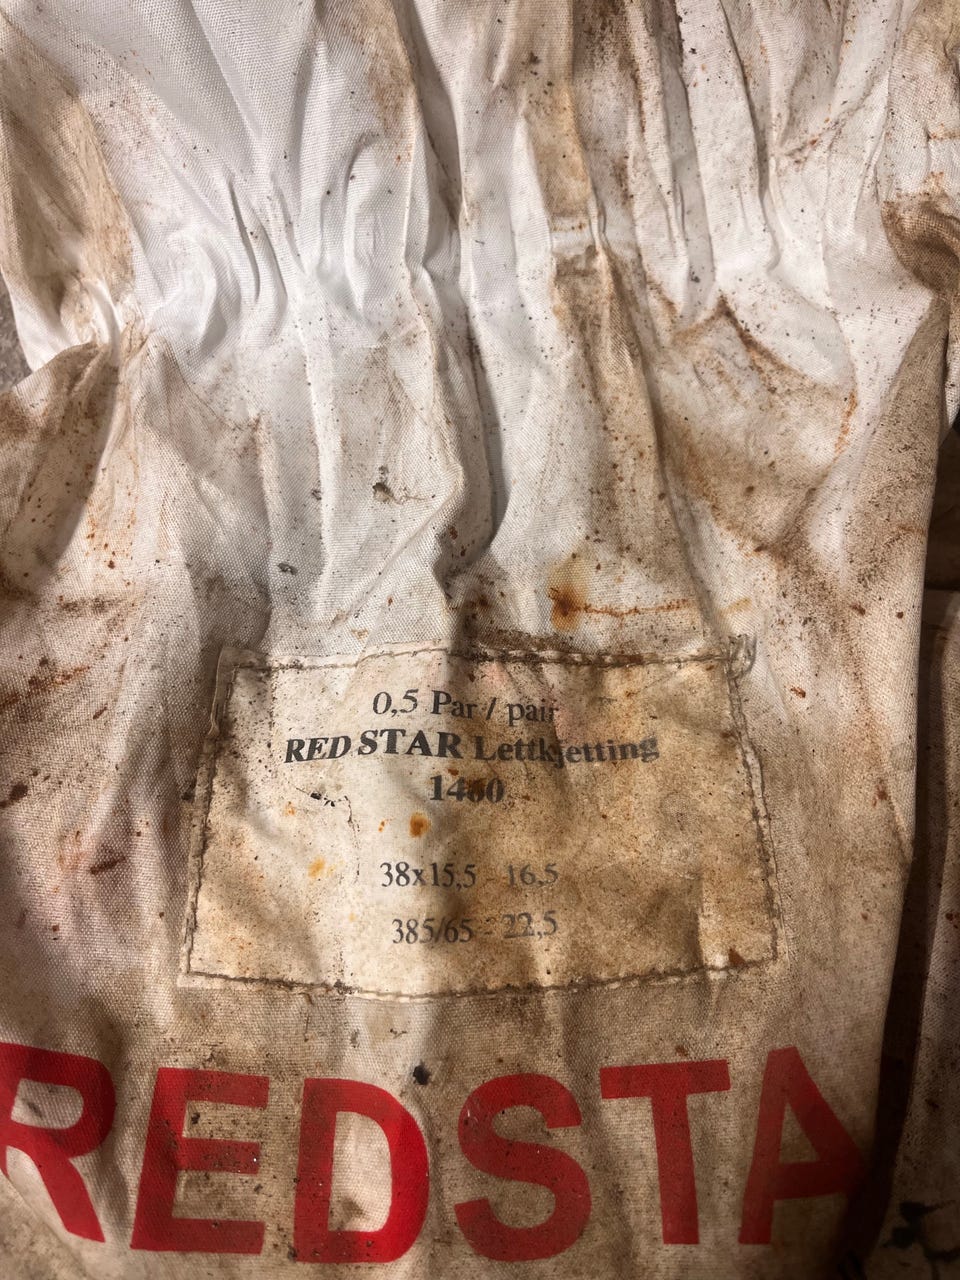 0,5 Par / pair
RED STAR Lettkjetting
1460
38x15,5 - 16.5
385/65 - 22,5
REDSTA